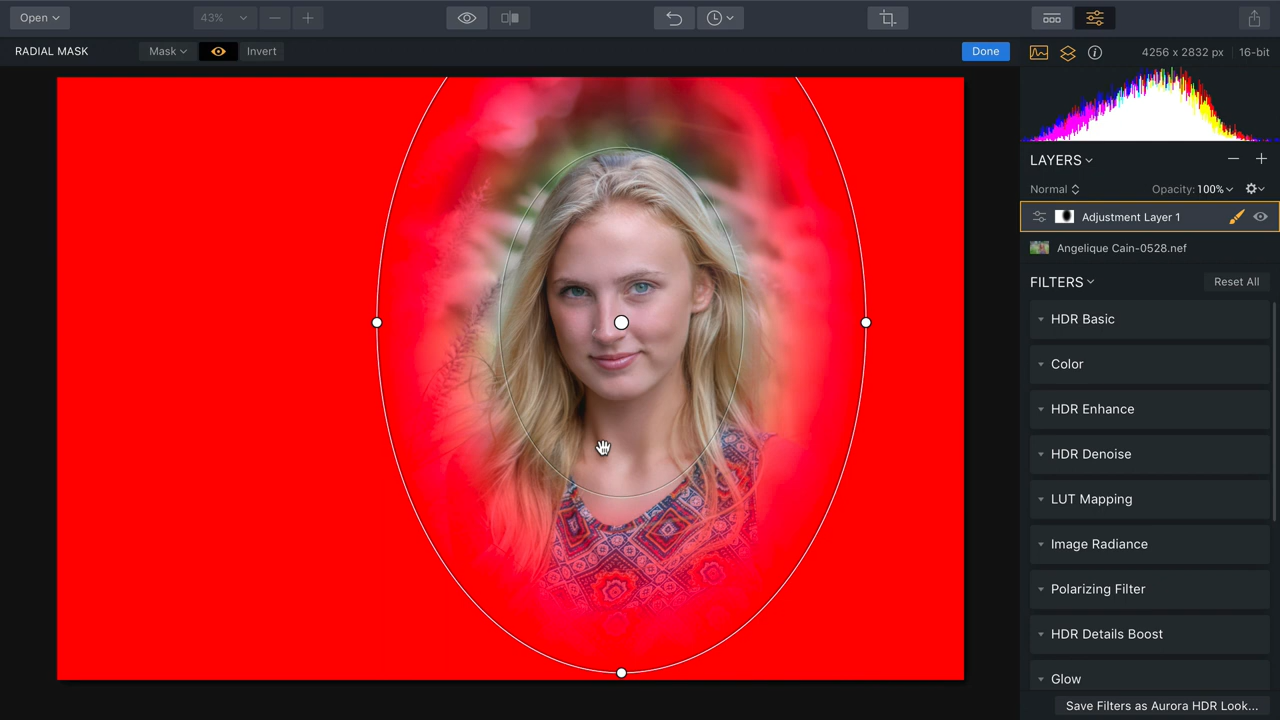 Open
43%
RADIAL MASK
Mask
Invert
Done
4256 x 2832 px
16-bit
LAYERS
Normal
Opacity: 100%
Adjustment Layer 1
Angelique Cain-0528.nef
FILTERS
Reset All
HDR Basic
Color
HDR Enhance
HDR Denoise
LUT Mapping
Image Radiance
Polarizing Filter
HDR Details Boost
Glow
Save Filters as Aurora HDR Look...